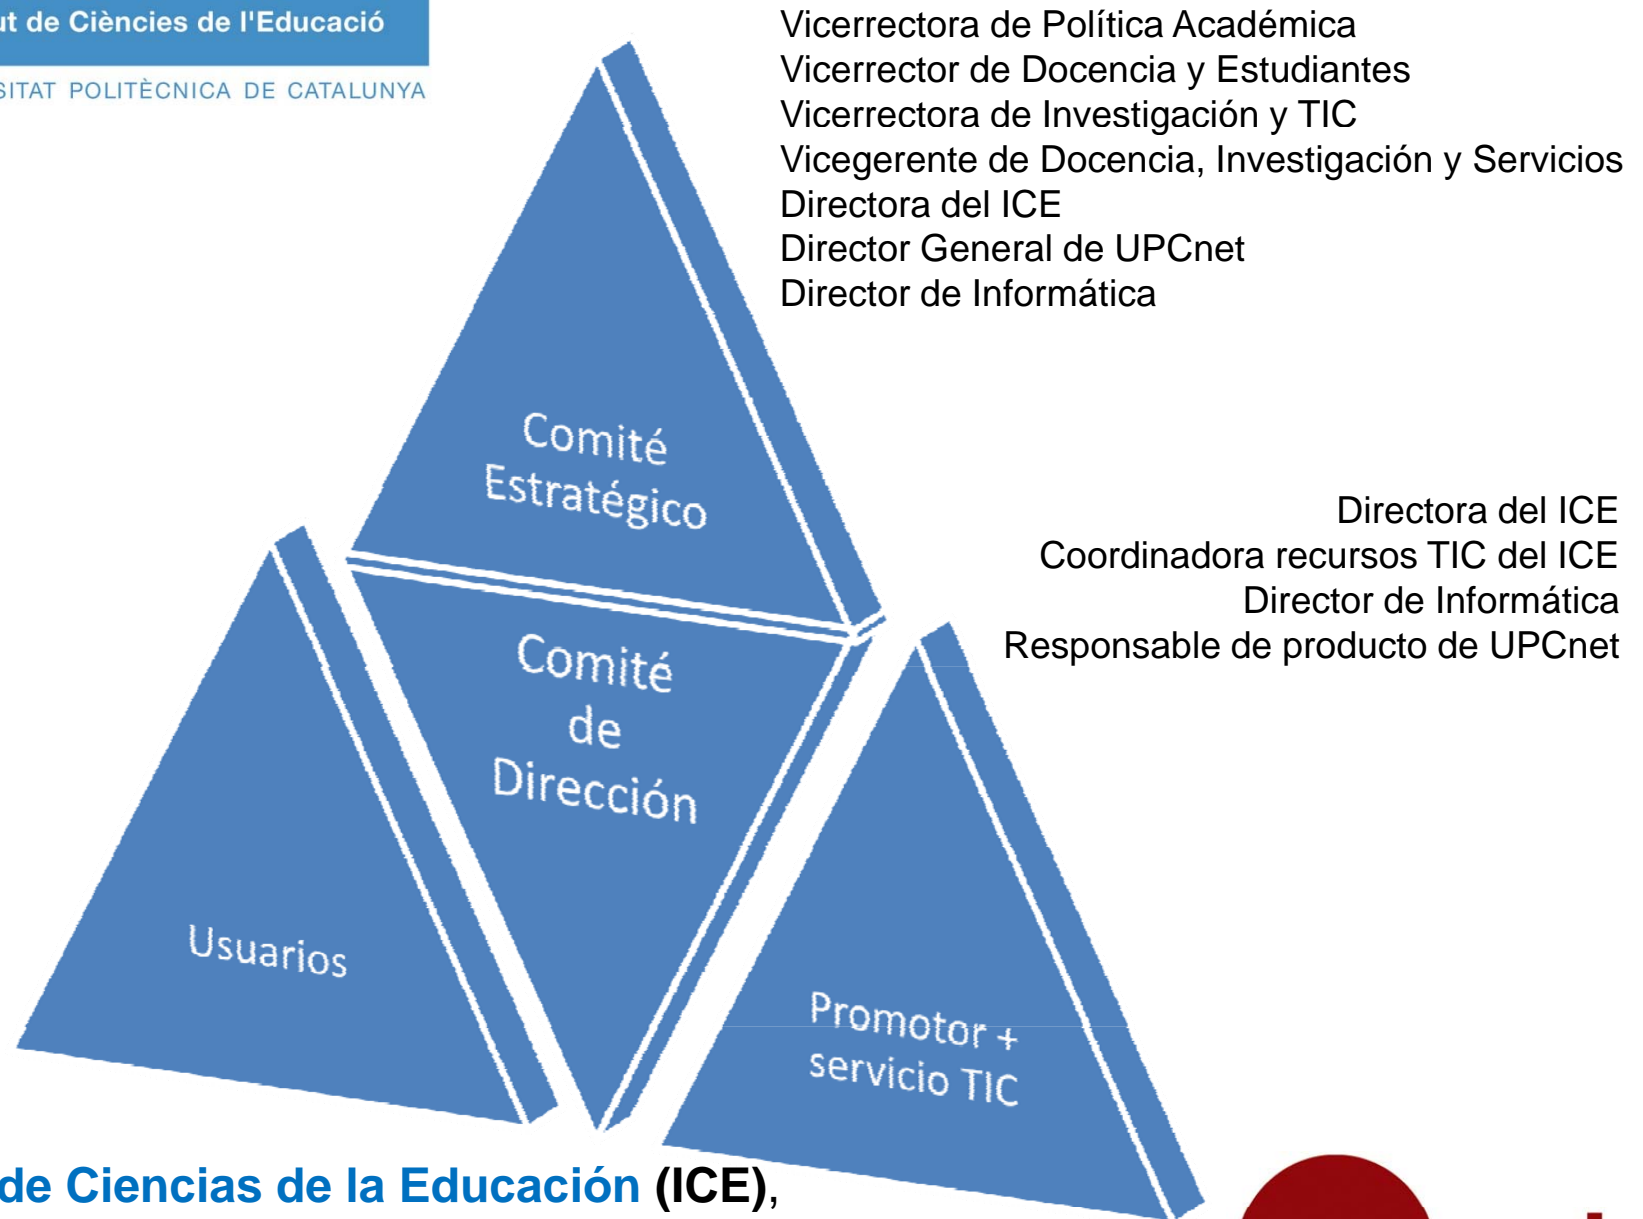 de Ciències de l'Educació
POLITÈCNICA DE CATALUNYA
Vicerrectora de Política Académica
Vicerrector de Docencia y Estudiantes
Vicerrectora de Investigación y TIC
Vicegerente de Docencia, Investigación y Servicios
Directora del ICE
Director General de UPCnet
Director de Informática
Comité
Estratégico
Directora del ICE
Coordinadora recursos TIC del ICE
Director de Informática
Responsable de producto de UPCnet
Comité
de
Dirección
Usuarios
Promotor +
servicio TIC
de Ciencias de la Educación (ICE),